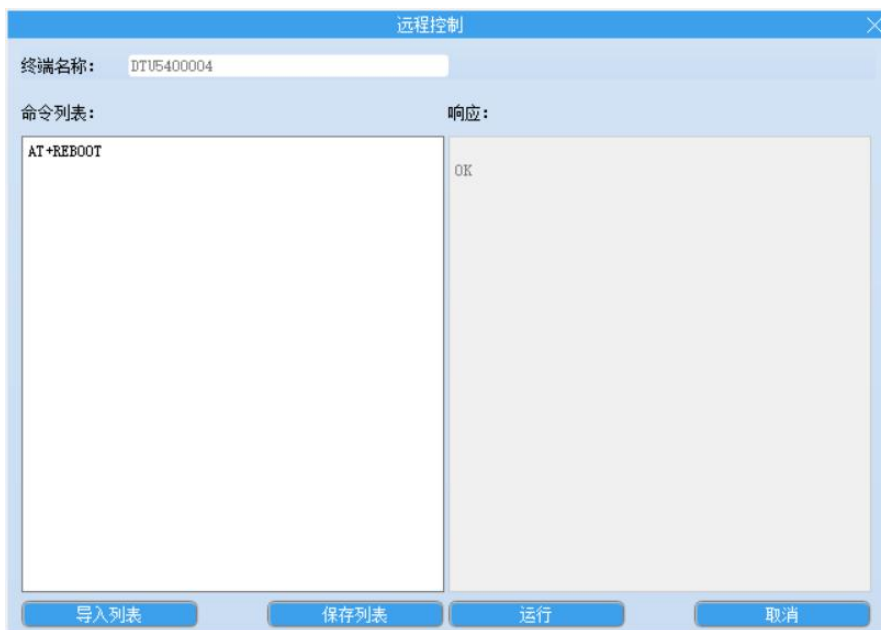 远程控制
终端名称： DTU5400004
命令列表： 响应：
AT+REBOOT
OK
导入列表 保存列表 运行 取消